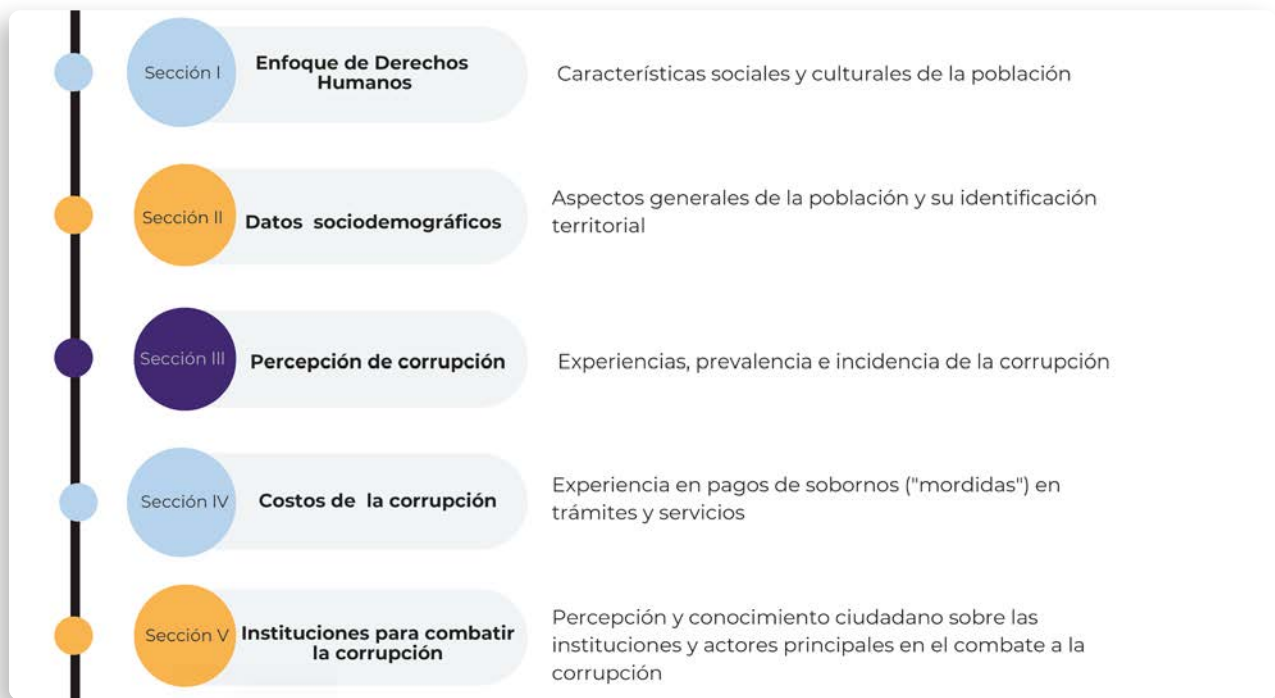 Sección I
Enfoque de Derechos
Humanos
Características sociales y culturales de la población
Sección II
Datos sociodemográficos
Aspectos generales de la población y su identificación
territorial
Sección III
Percepción de corrupción
Experiencias, prevalencia e incidencia de la corrupción
Sección IV
Costos de la corrupción
Experiencia en pagos de sobornos ("mordidas") en
trámites y servicios
Sección V
Instituciones para combatir
la corrupción
Percepción y conocimiento ciudadano sobre las
instituciones y actores principales en el combate a la
corrupción